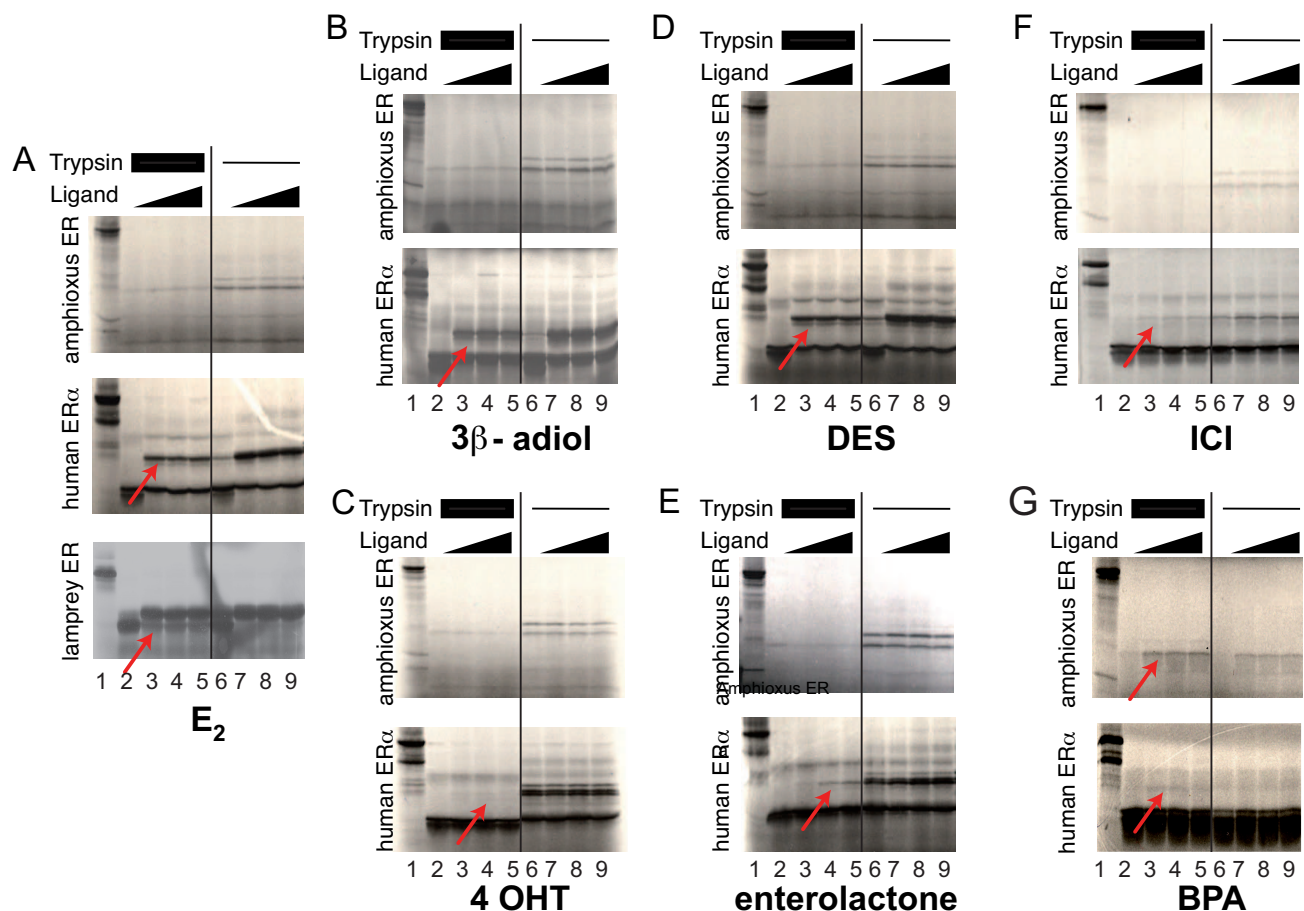 A
Trypsin
Ligand
amphioxus ER
human ERα
lamprey ER
1 2 3 4 5 6 7 8 9
E2
B
Trypsin
Ligand
amphioxus ER
human ERα
1 2 3 4 5 6 7 8 9
3β- adiol
C
Trypsin
Ligand
amphioxus ER
human ERα
1 2 3 4 5 6 7 8 9
4 OHT
D
Trypsin
Ligand
amphioxus ER
human ERα
1 2 3 4 5 6 7 8 9
DES
E
Trypsin
Ligand
amphioxus ER
Amphioxus ER
human ERα
1 2 3 4 5 6 7 8 9
enterolactone
F
Trypsin
Ligand
amphioxus ER
human ERα
1 2 3 4 5 6 7 8 9
ICI
G
Trypsin
Ligand
amphioxus ER
human ERα
1 2 3 4 5 6 7 8 9
BPA